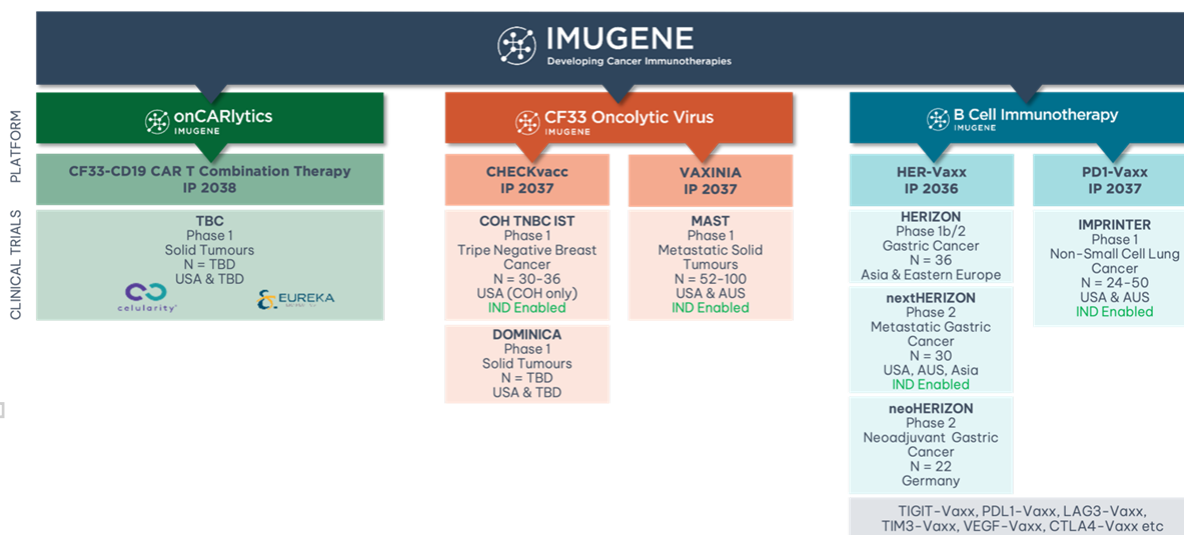 IMUGENE
Developing Cancer Immunotherapies
PLATFORM
onCARlytics
IMUGENE
CF33 Oncolytic Virus
IMUGENE
B Cell Immunotherapy
IMUGENE
CF33-CD19 CAR T Combination Therapy
IP 2038
CHECKvacc
IP 2037
VAXINIA
IP 2037
HER-Vaxx
IP 2036
PD1-Vaxx
IP 2037
CLINICAL TRIALS
TBC
Phase 1
Solid Tumours
N = TBD
USA & TBD
celularity
EUREKA
COH TNBC IST
Phase 1
Tripe Negative Breast
Cancer
N = 30-36
USA (COH only)
IND Enabled
DOMINICA
Phase 1
Solid Tumours
N = TBD
USA & TBD
MAST
Phase 1
Metastatic Solid
Tumours
N = 52-100
USA & AUS
IND Enabled
HERIZON
Phase 1b/2
Gastric Cancer
N = 36
Asia & Eastern Europe
nextHERIZON
Phase 2
Metastatic Gastric
Cancer
N = 30
USA, AUS, Asia
IND Enabled
neoHERIZON
Phase 2
Neoadjuvant Gastric
Cancer
N = 22
Germany
IMPRINTER
Phase 1
Non-Small Cell Lung
Cancer
N = 24-50
USA & AUS
IND Enabled
TIGIT-Vaxx, PDL1-Vaxx, LAG3-Vaxx,
TIM3-Vaxx, VEGF-Vaxx, CTLA4-Vaxx etc